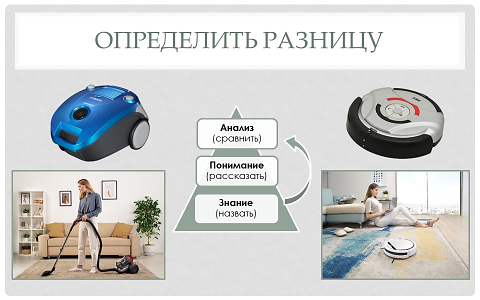 ОПРЕДЕЛИТЬ РАЗНИЦУ
Анализ
(сравнить)
Понимание
(рассказать)
Знание
(назвать)